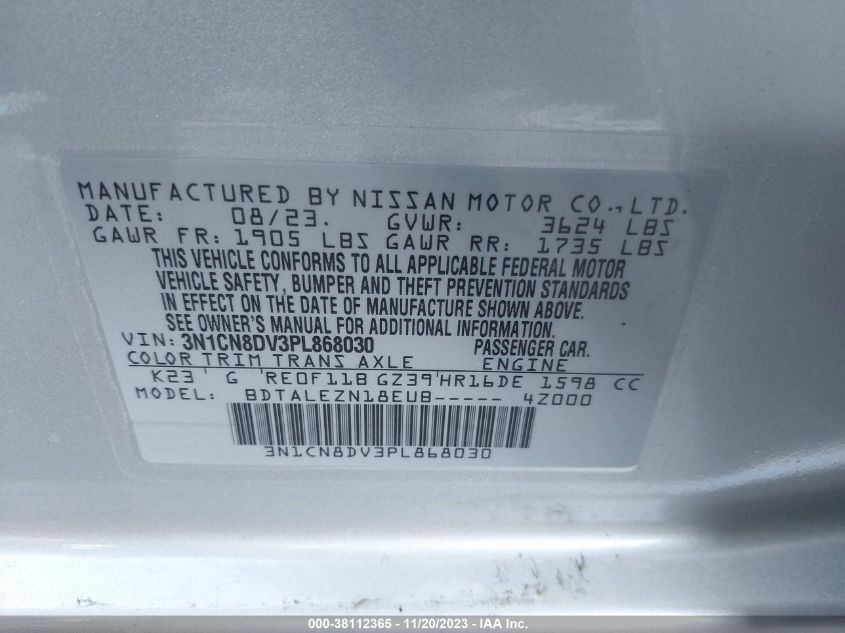 MANUFACTURED BY NISSAN MOTOR CO., LTD.
DATE: 08/23. GVWR: 3624 LBS
GAWR FR: 1905 LBS GAWR RR: 1735 LBS
THIS VEHICLE CONFORMS TO ALL APPLICABLE FEDERAL MOTOR
VEHICLE SAFETY, BUMPER AND THEFT PREVENTION STANDARDS
IN EFFECT ON THE DATE OF MANUFACTURE SHOWN ABOVE.
SEE OWNER'S MANUAL FOR ADDITIONAL INFORMATION.
VIN: 3N1CN8DV3PL868030 PASSENGER CAR.
COLOR TRIM TRANS AXLE ENGINE
K23 ' G 'RE0F11B GZ39'HR16DE 1598 CC
MODEL: BDTALEZN18EUB----- 4Z000
3N1CN8DV3PL868030
000-38112365 - 11/20/2023 - IAA Inc.